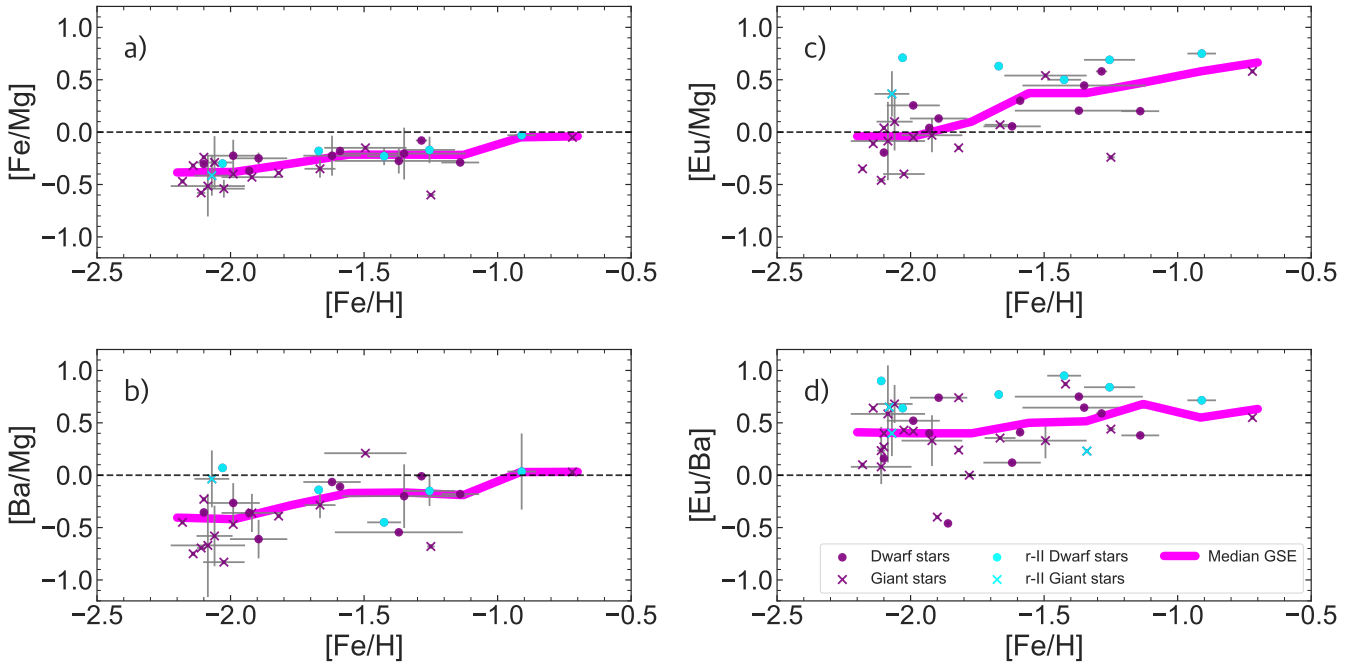 a)
[Fe/Mg]
1.0
0.5
0.0
−0.5
−1.0
−2.5 −2.0 −1.5 −1.0 −0.5
[Fe/H]
c)
[Eu/Mg]
1.0
0.5
0.0
−0.5
−1.0
−2.5 −2.0 −1.5 −1.0 −0.5
[Fe/H]
b)
[Ba/Mg]
1.0
0.5
0.0
−0.5
−1.0
−2.5 −2.0 −1.5 −1.0 −0.5
[Fe/H]
d)
[Eu/Ba]
1.0
0.5
0.0
−0.5
−1.0
Dwarf stars r-II Dwarf stars Median GSE
Giant stars r-II Giant stars
−2.5 −2.0 −1.5 −1.0 −0.5
[Fe/H]